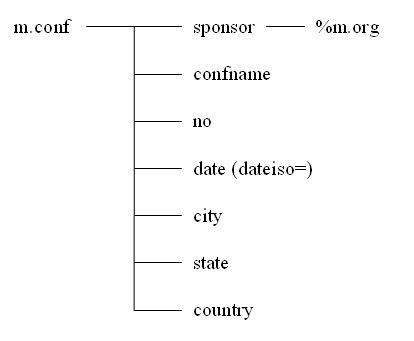 m.conf sponsor %m.org
confname
no
date (dateiso=)
city
state
country